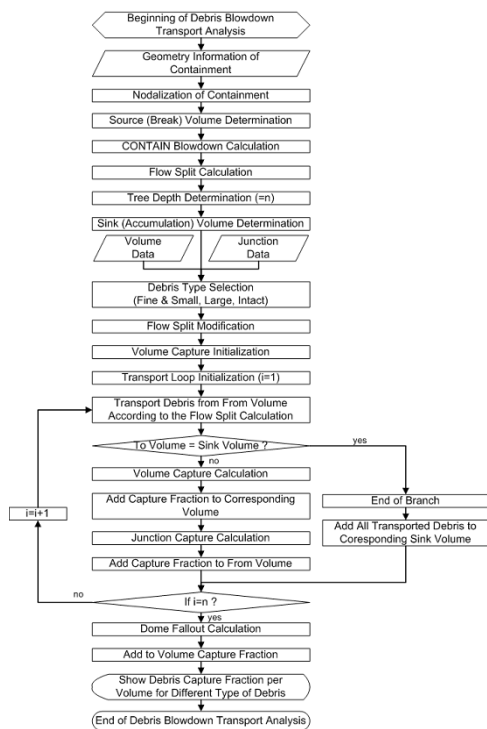 Beginning of Debris Blowdown
Transport Analysis
Geometry Information of
Containment
Nodalization of Containment
Source (Break) Volume Determination
CONTAIN Blowdown Calculation
Flow Split Calculation
Tree Depth Determination (=n)
Sink (Accumulation) Volume Determination
Volume
Data
Junction
Data
Debris Type Selection
(Fine & Small, Large, Intact)
Flow Split Modification
Volume Capture Initialization
Transport Loop Initialization (i=1)
Transport Debris from From Volume
According to the Flow Split Calculation
To Volume = Sink Volume ?
yes
no
Volume Capture Calculation
Add Capture Fraction to Corresponding
Volume
Junction Capture Calculation
Add Capture Fraction to From Volume
End of Branch
Add All Transported Debris to
Coresponding Sink Volume
i=i+1
no
If i=n ?
yes
Dome Fallout Calculation
Add to Volume Capture Fraction
Show Debris Capture Fraction per
Volume for Different Type of Debris
End of Debris Blowdown Transport Analysis